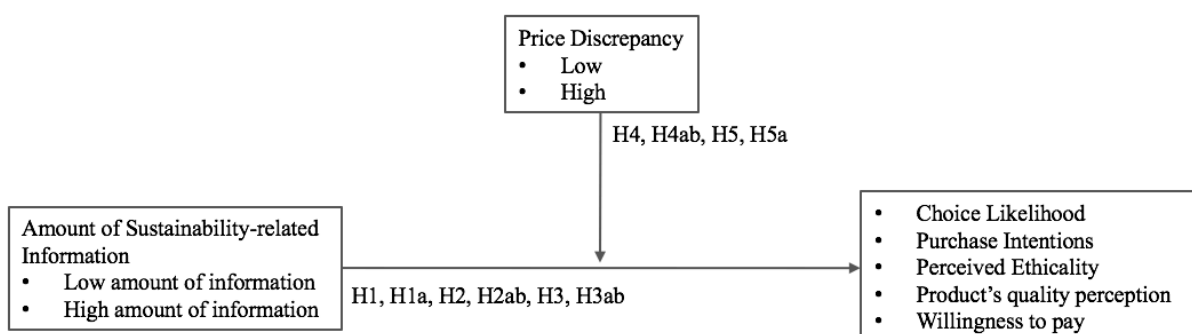 Price Discrepancy
• Low
• High
H4, H4ab, H5, H5a
Amount of Sustainability-related
Information
• Low amount of information
• High amount of information
H1, H1a, H2, H2ab, H3, H3ab
• Choice Likelihood
• Purchase Intentions
• Perceived Ethicality
• Product's quality perception
• Willingness to pay